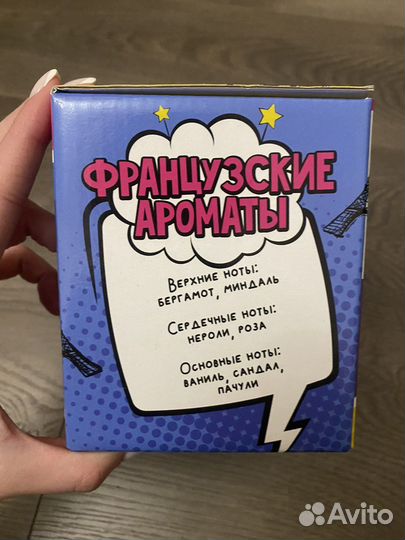 ФРАНЦУЗСКИЕ
АРОМАТЫ
ВЕРХНИЕ НОТЫ:
БЕРГАМОТ, МИНДАЛЬ
СЕРДЕЧНЫЕ НОТЫ:
НЕРОЛИ, РОЗА
ОСНОВНЫЕ НОТЫ:
ВАНИЛЬ, САНДАЛ,
ПАЧУЛИ
Avito